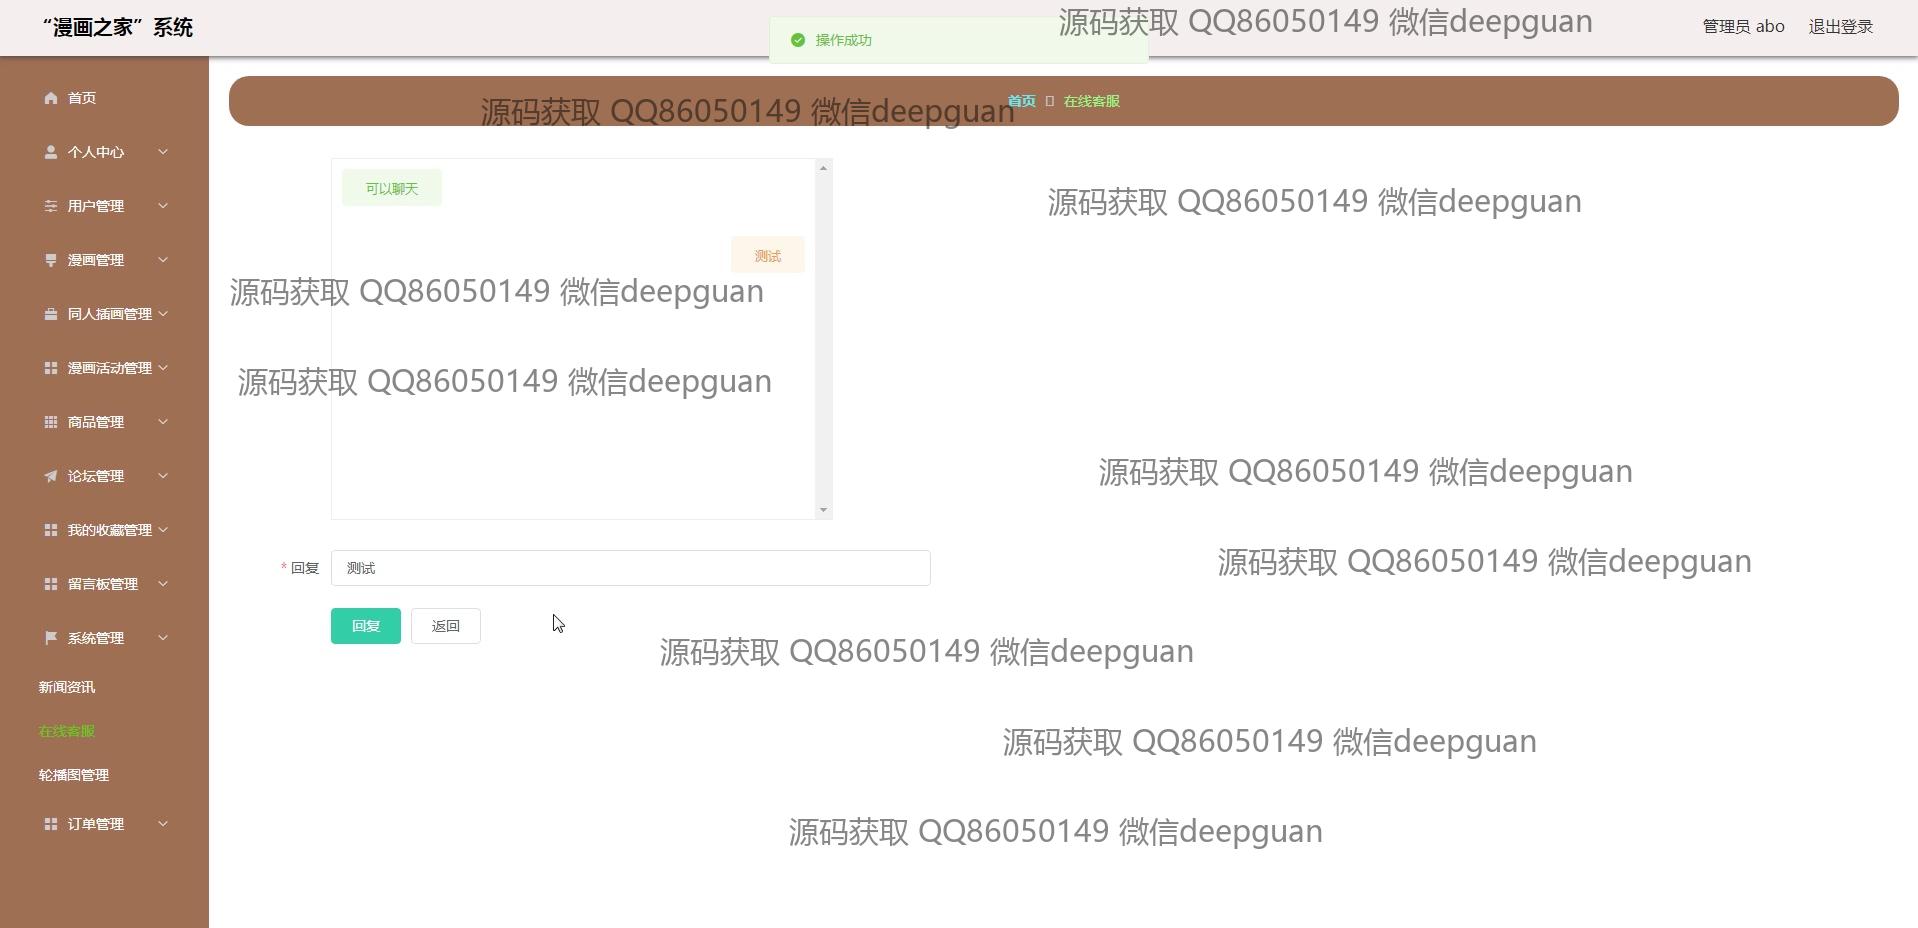 “漫画之家”系统
操作成功
源码获取 QQ86050149 微信deepguan
管理员 abo
退出登录
首页
个人中心
用户管理
漫画管理
同人插画管理
漫画活动管理
商品管理
论坛管理
我的收藏管理
留言板管理
系统管理
新闻资讯
在线客服
轮播图管理
订单管理
首页
在线客服
源码获取 QQ86050149 微信deepguan
可以聊天
源码获取 QQ86050149 微信deepguan
测试
源码获取 QQ86050149 微信deepguan
源码获取 QQ86050149 微信deepguan
源码获取 QQ86050149 微信deepguan
* 回复
测试
源码获取 QQ86050149 微信deepguan
回复
返回
源码获取 QQ86050149 微信deepguan
源码获取 QQ86050149 微信deepguan
源码获取 QQ86050149 微信deepguan